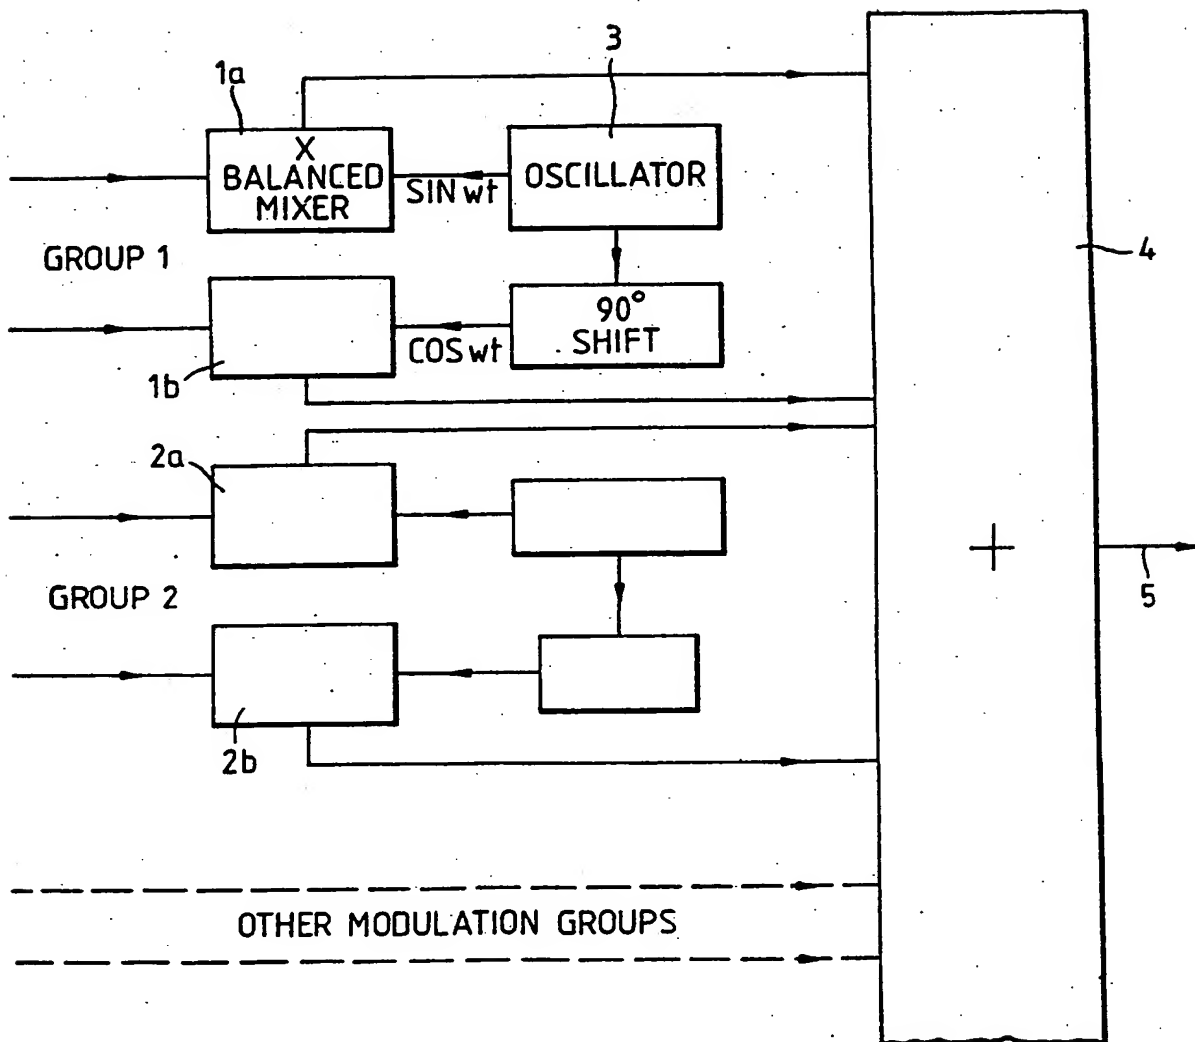 3
1a
X
BALANCED
MIXER
SIN wt
OSCILLATOR
GROUP 1
4
90°
SHIFT
COS wt
1b
2a
+
GROUP 2
5
2b
OTHER MODULATION GROUPS